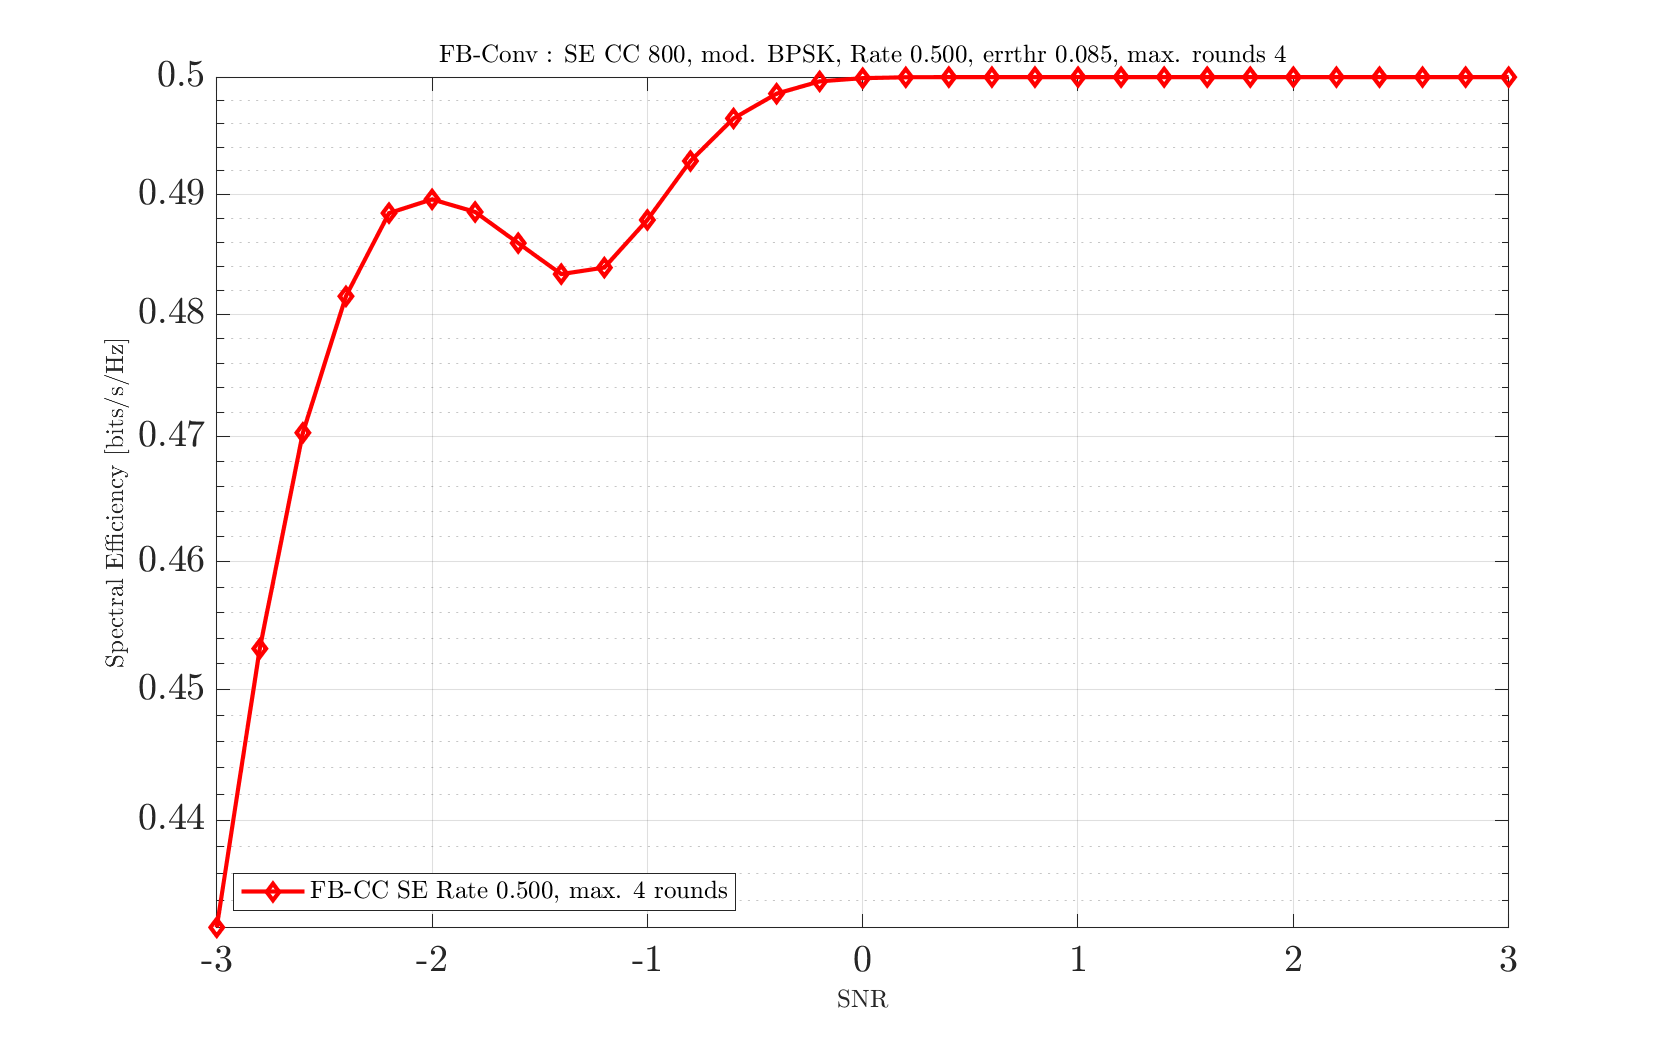 FB-Conv : SE CC 800, mod. BPSK, Rate 0.500, errthr 0.085, max. rounds 4
0.5
0.49
0.48
0.47
0.46
0.45
0.44
Spectral Efficiency [bits/s/Hz]
FB-CC SE Rate 0.500, max. 4 rounds
-3 -2 -1 0 1 2 3
SNR